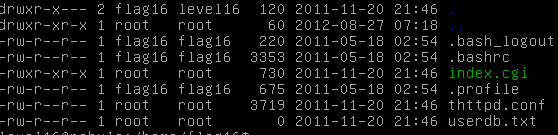 drwxr-x--- 2 flag16 level16  120 2011-11-20 21:46 .
drwxr-xr-x 1 root   root      60 2012-08-27 07:18 ..
-rw-r--r-- 1 flag16 flag16   220 2011-05-18 02:54 .bash_logout
-rw-r--r-- 1 flag16 flag16  3353 2011-05-18 02:54 .bashrc
-rwxr-xr-x 1 root   root     730 2011-11-20 21:46 index.cgi
-rw-r--r-- 1 flag16 flag16   675 2011-05-18 02:54 .profile
-rw-r--r-- 1 root   root    3719 2011-11-20 21:46 thttpd.conf
-rw-r--r-- 1 root   root       0 2011-11-20 21:46 userdb.txt
level16@nebula:/home/flag16$